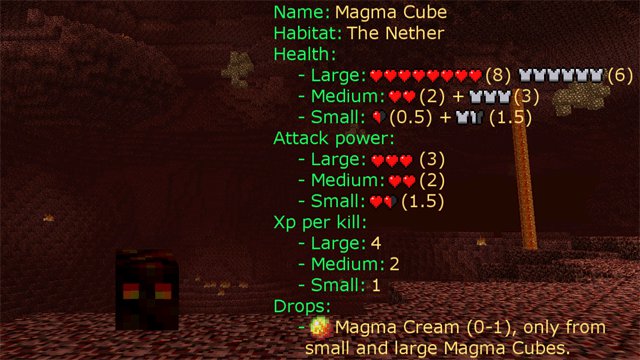 Name: Magma Cube
Habitat: The Nether
Health:
- Large: (8) (6)
- Medium: (2) + (3)
- Small: (0.5) + (1.5)
Attack power:
- Large: (3)
- Medium: (2)
- Small: (1.5)
Xp per kill:
- Large: 4
- Medium: 2
- Small: 1
Drops:
- Magma Cream (0-1), only from
small and large Magma Cubes.